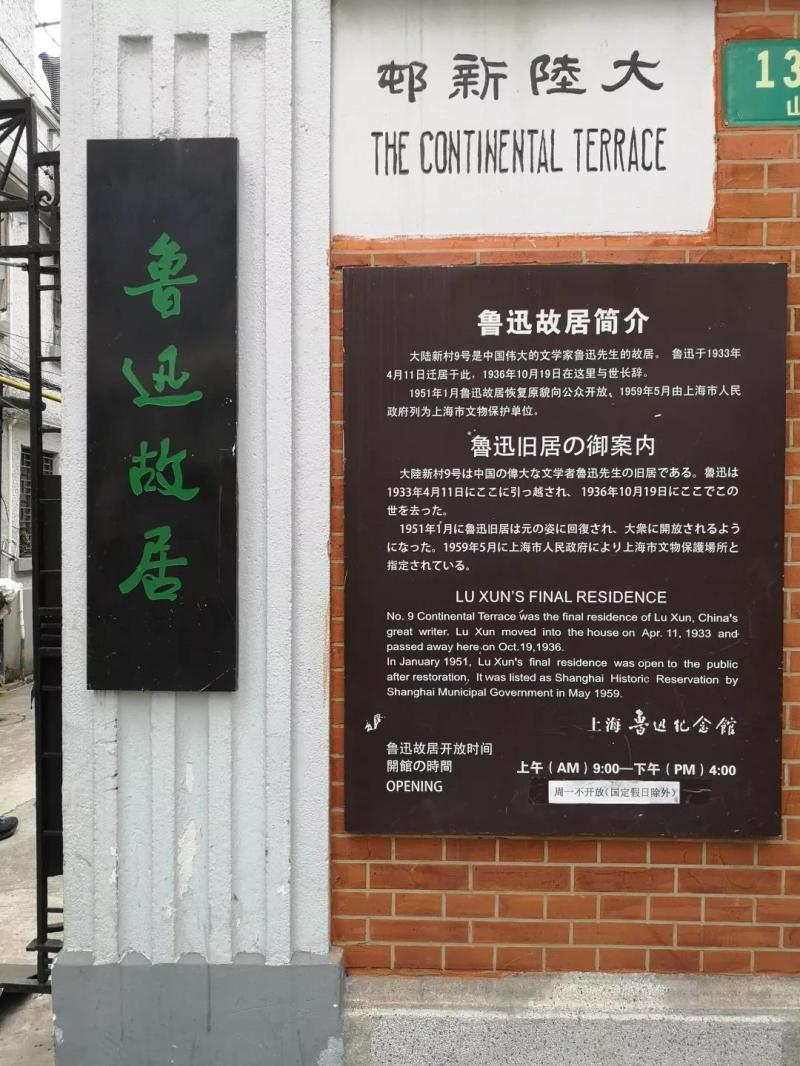 大陸新邨
THE CONTINENTAL TERRACE
13
山
魯迅故居
鲁迅故居简介
大陆新村9号是中国伟大的文学家鲁迅先生的故居。 鲁迅于1933年
4月11日迁居于此，1936年10月19日在这里与世长辞。
1951年1月鲁迅故居恢复原貌向公众开放，1959年5月由上海市人民
政府列为上海市文物保护单位。
魯迅旧居の御案内
大陸新村9号は中国の偉大な文学者魯迅先生の旧居である。魯迅は
1933年4月11日にここに引っ越され、 1936年10月19日にここでこの
世を去った。
1951年1月に魯迅旧居は元の姿に回復され、大衆に開放されるよう
になった。1959年5月に上海市人民政府により上海市文物保護場所と
指定されている。
LU XUN'S FINAL RESIDENCE
No. 9 Continental Terrace was the final residence of Lu Xun, China's
great writer. Lu Xun moved into the house on Apr. 11, 1933 and
passed away here on Oct.19,1936.
In January 1951, Lu Xun's final residence was open to the public
after restoration. It was listed as Shanghai Historic Reservation by
Shanghai Municipal Government in May 1959.
上海魯迅纪念館
鲁迅故居开放时间
開館の時間
OPENING
上午（AM）9:00—下午（PM）4:00
周一不开放（国定假日除外）